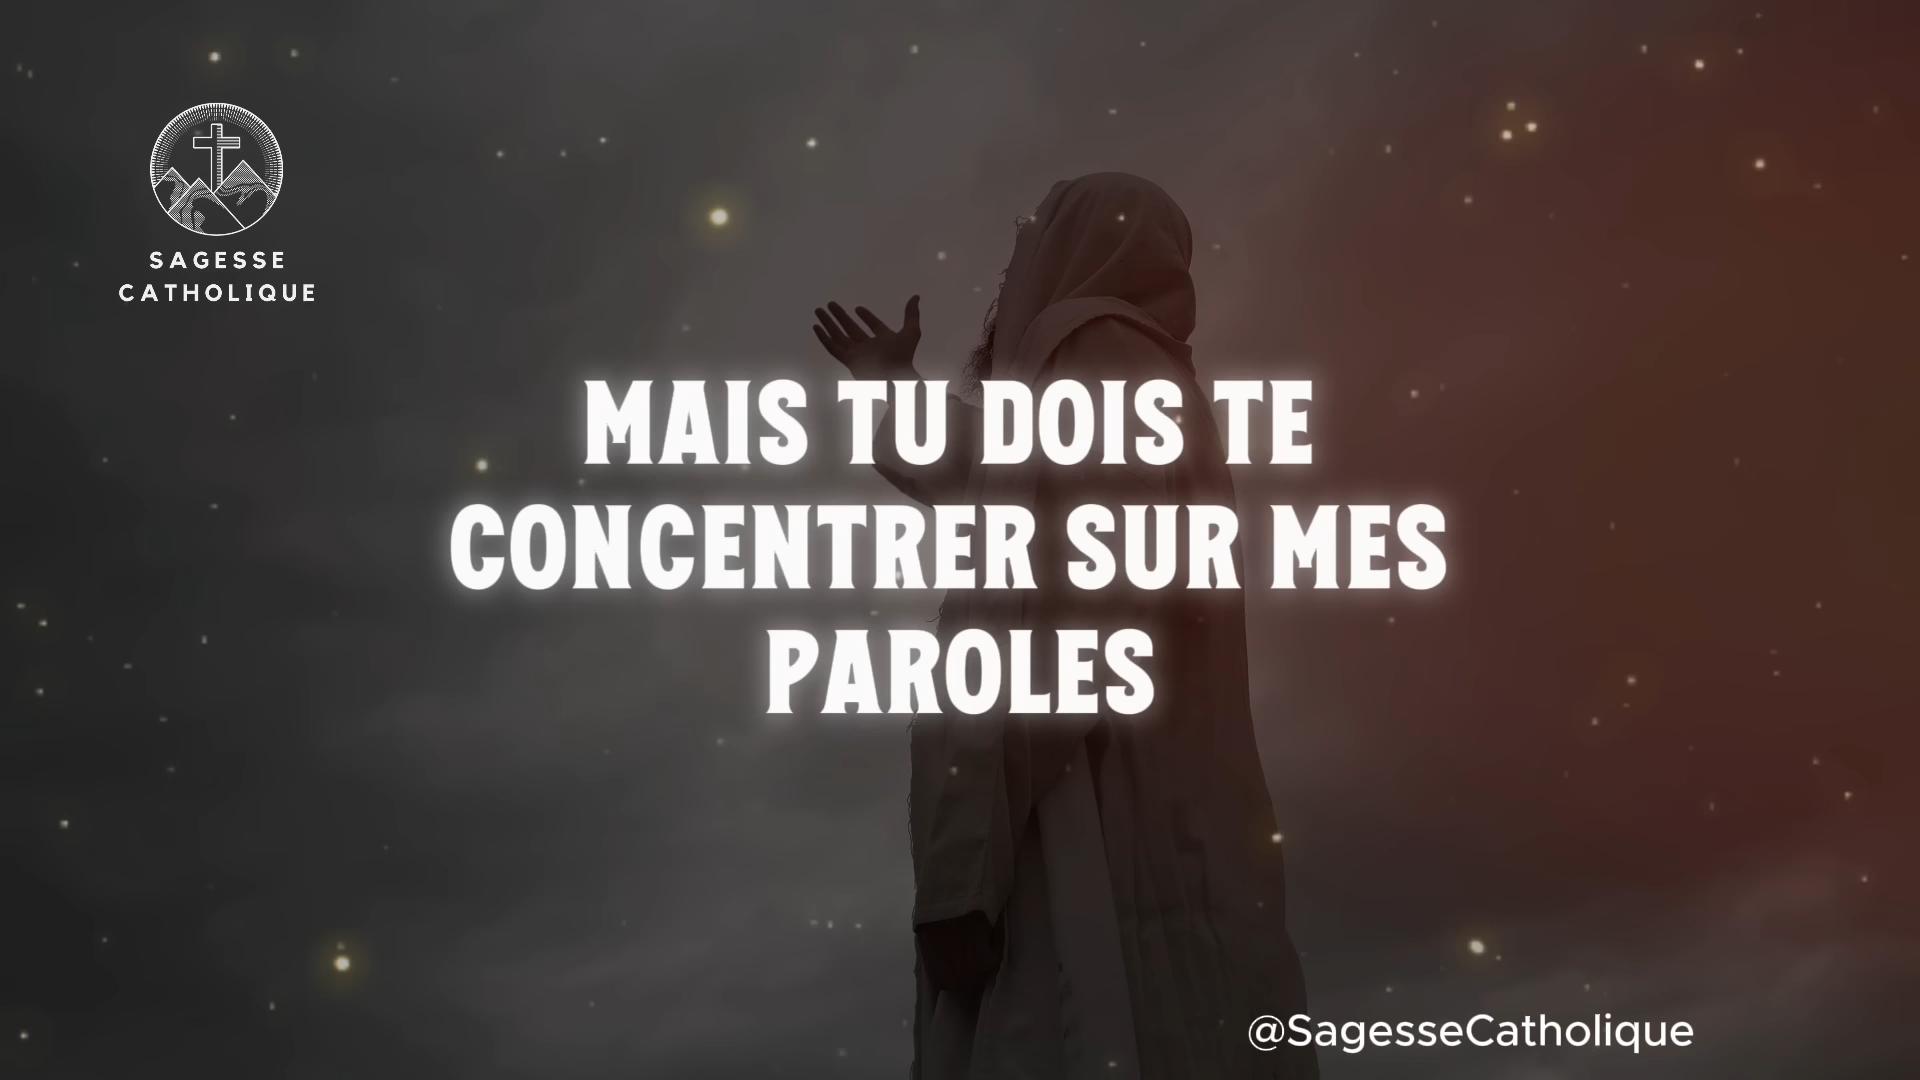 SAGESSE
CATHOLIQUE
MAIS TU DOIS TE
CONCENTRER SUR MES
PAROLES
@SagesseCatholique